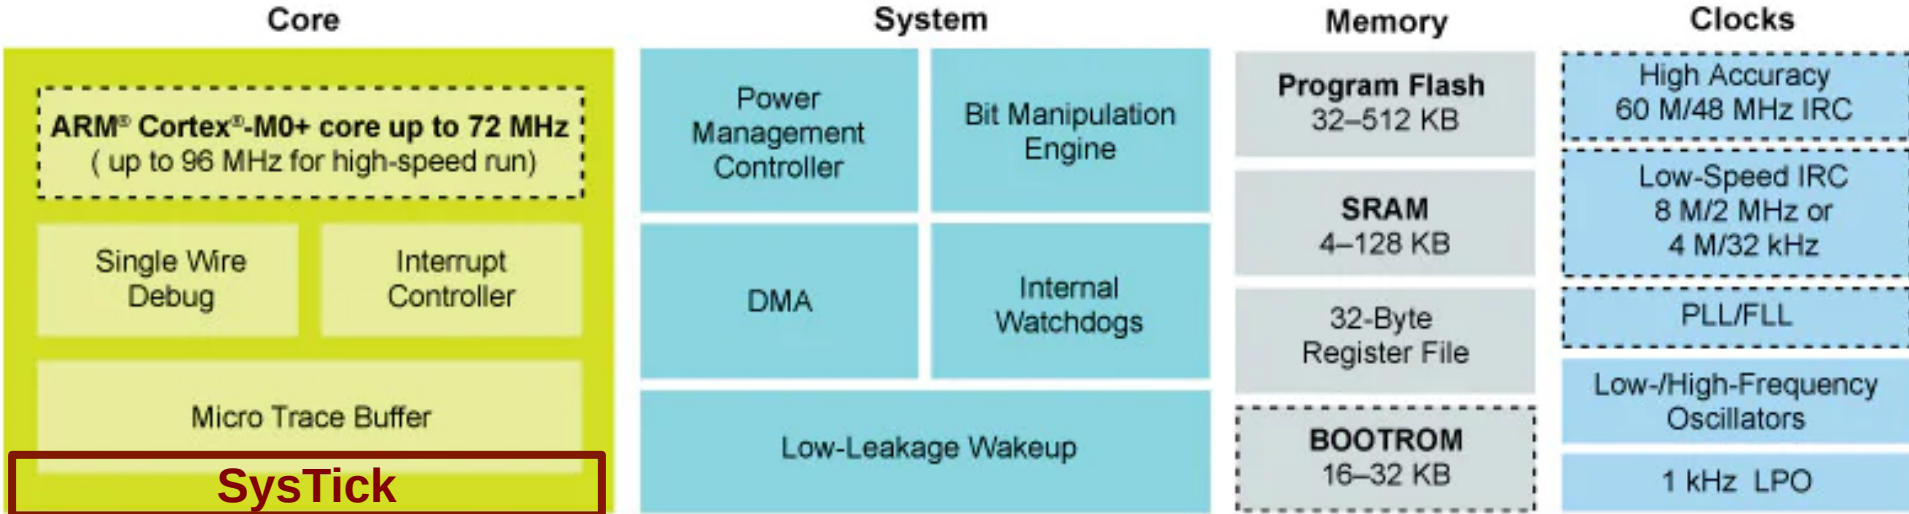 Core
ARM® Cortex®-M0+ core up to 72 MHz
( up to 96 MHz for high-speed run)
Single Wire
Debug
Interrupt
Controller
Micro Trace Buffer
SysTick
System
Power
Management
Controller
Bit Manipulation
Engine
DMA
Internal
Watchdogs
Low-Leakage Wakeup
Memory
Program Flash
32–512 KB
SRAM
4–128 KB
32-Byte
Register File
BOOTROM
16–32 KB
Clocks
High Accuracy
60 M/48 MHz IRC
Low-Speed IRC
8 M/2 MHz or
4 M/32 kHz
PLL/FLL
Low-/High-Frequency
Oscillators
1 kHz LPO